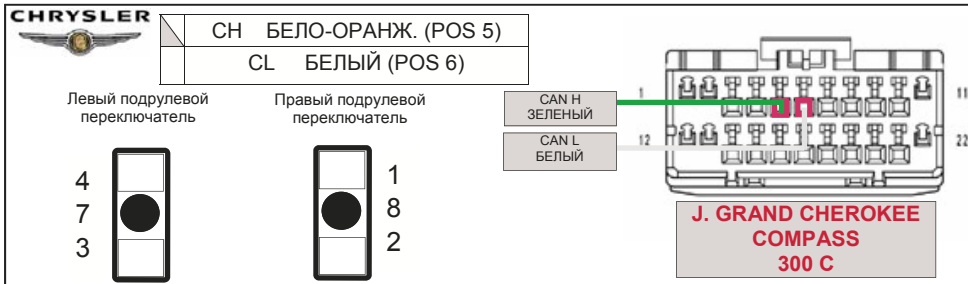 CHRYSLER
CH БЕЛО-ОРАНЖ. (POS 5)
CL БЕЛЫЙ (POS 6)
Левый подрулевой
переключатель
4
7
3
Правый подрулевой
переключатель
1
8
2
CAN H
ЗЕЛЕНЫЙ
CAN L
БЕЛЫЙ
1
11
12
22
J. GRAND CHEROKEE
COMPASS
300 C